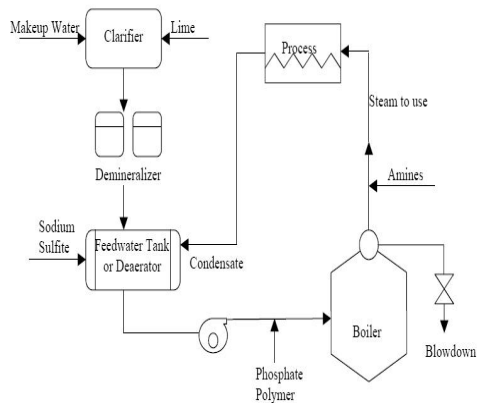 Makeup Water
Clarifier
Lime
Process
Steam to use
Demineralizer
Amines
Sodium
Sulfite
Feedwater Tank
or Deaerator
Condensate
Boiler
Blowdown
Phosphate
Polymer